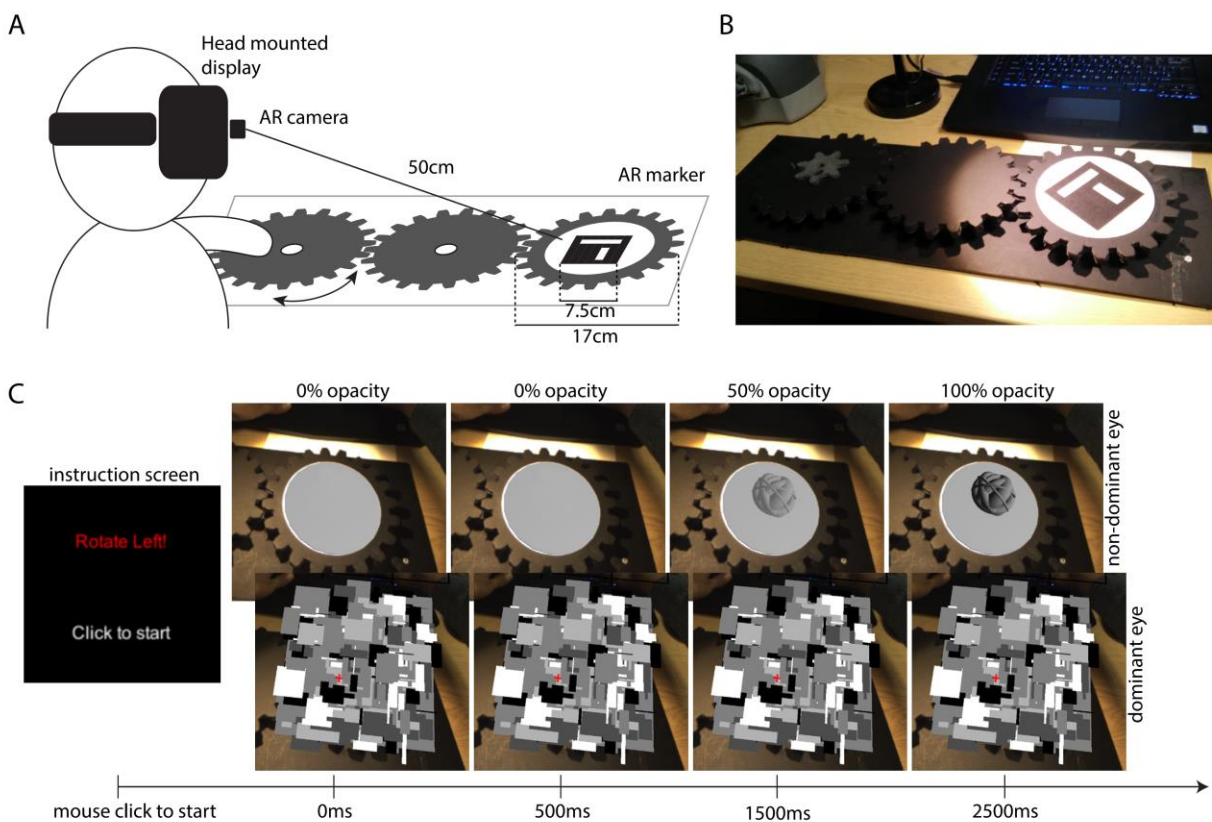 A
Head mounted
display
AR camera
50cm
AR marker
7.5cm
17cm
B
C
0% opacity
0% opacity
50% opacity
100% opacity
instruction screen
Rotate Left!
Click to start
non-dominant eye
dominant eye
mouse click to start
0ms
500ms
1500ms
2500ms